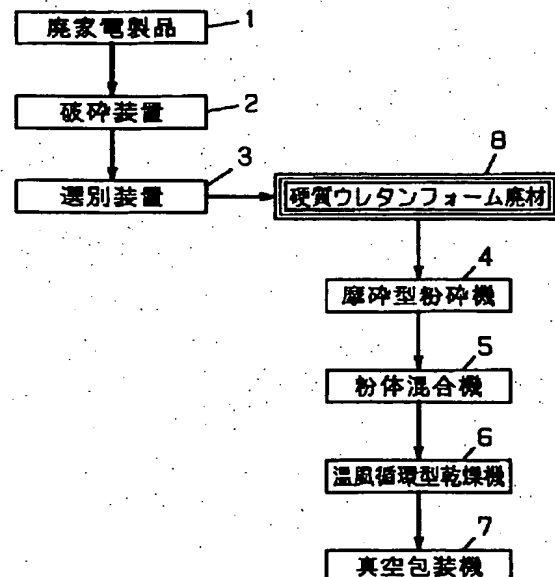 廃家電製品 1
破砕装置 2
3
選別装置
8
硬質ウレタンフォーム廃材
4
摩砕型粉砕機
5
粉体混合機
6
温風循環型乾燥機
7
真空包装機